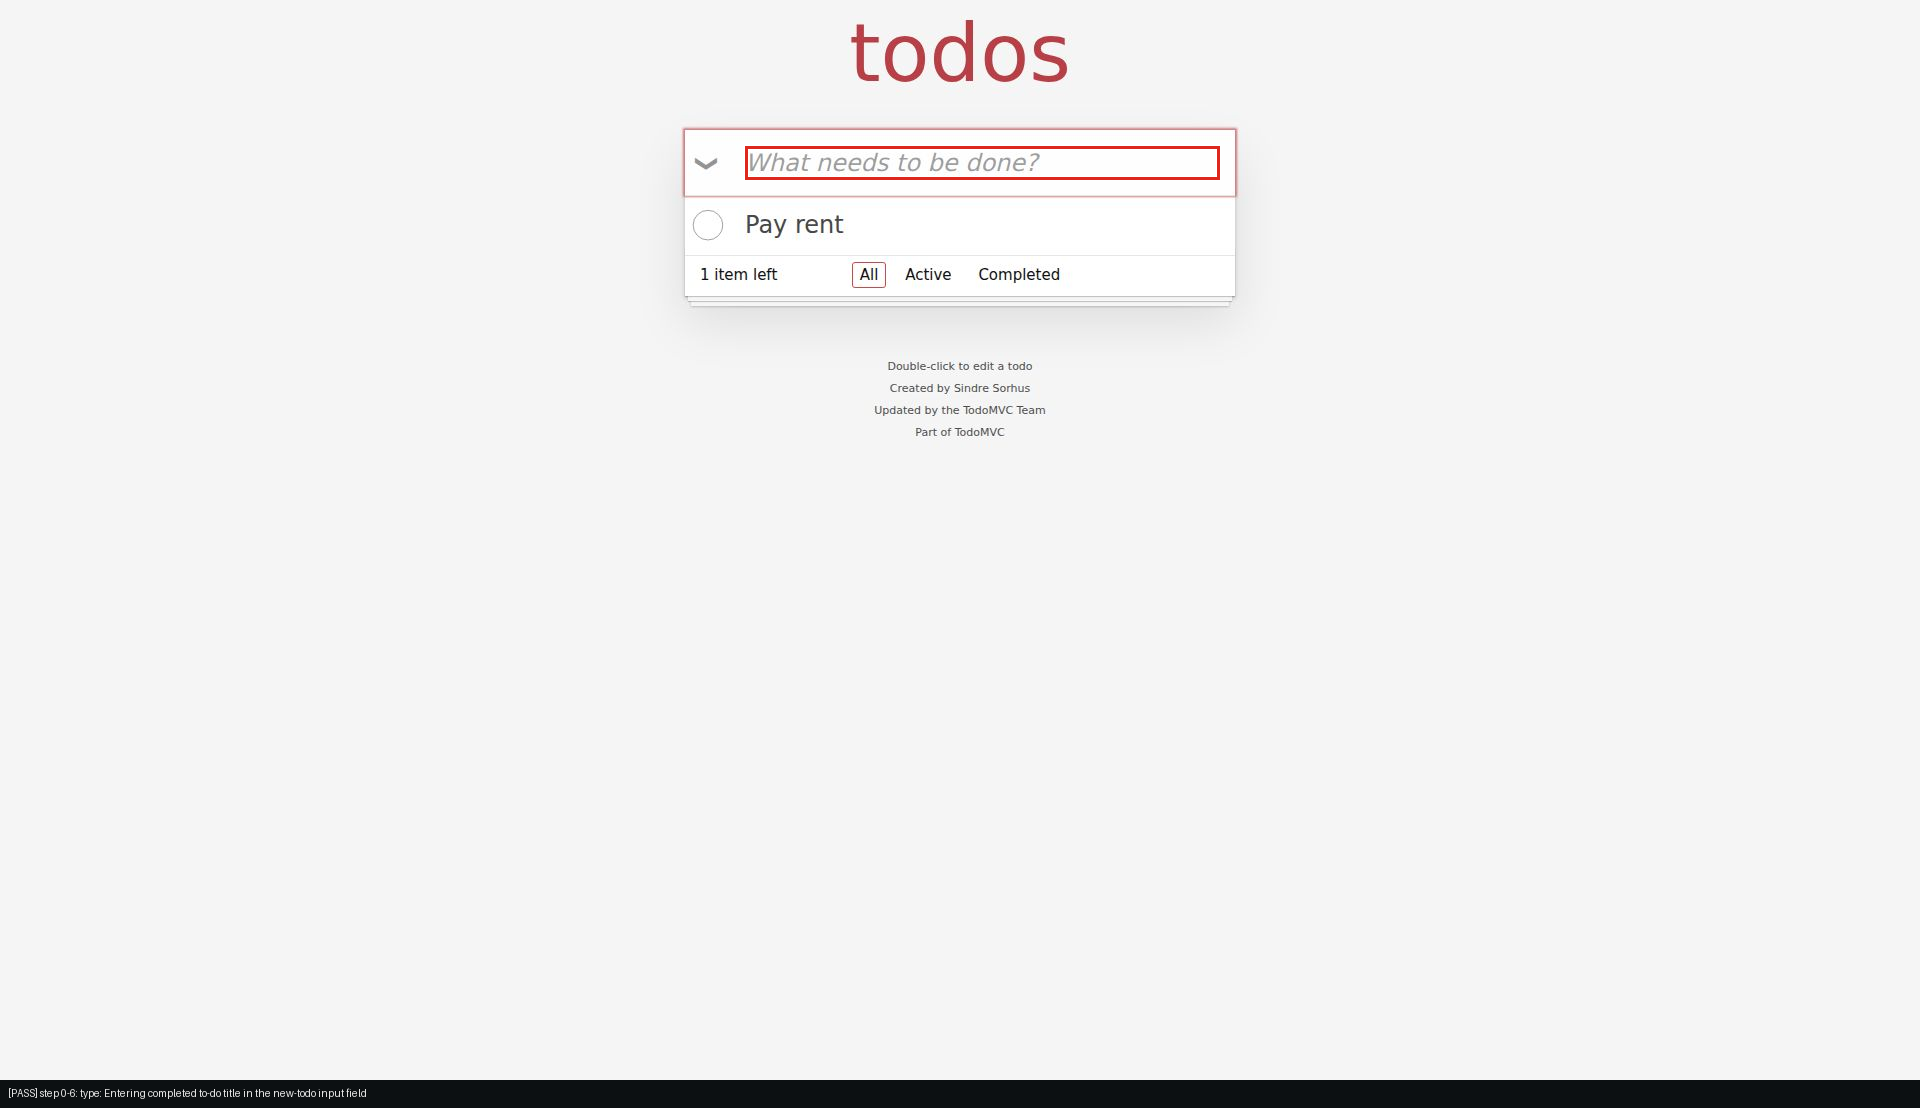 todos
What needs to be done?
Pay rent
1 item left All Active Completed
Double-click to edit a todo
Created by Sindre Sorhus
Updated by the TodoMVC Team
Part of TodoMVC
[PASS] step 0-6: type: Entering completed to-do title in the new-todo input field